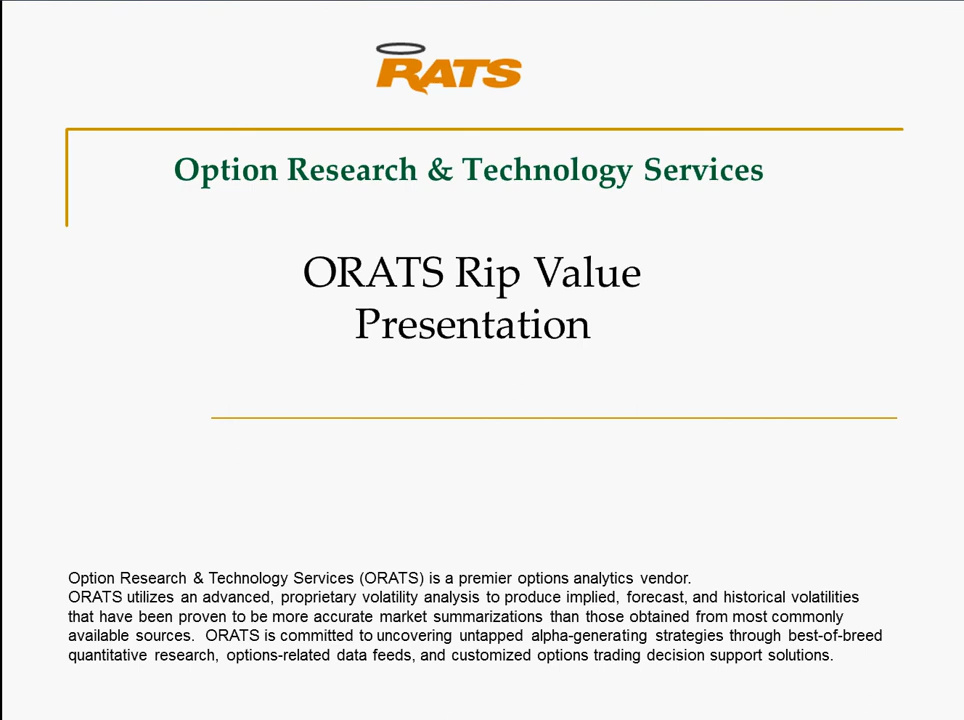 RATS
Option Research & Technology Services
ORATS Rip Value
Presentation
Option Research & Technology Services (ORATS) is a premier options analytics vendor.
ORATS utilizes an advanced, proprietary volatility analysis to produce implied, forecast, and historical volatilities
that have been proven to be more accurate market summarizations than those obtained from most commonly
available sources. ORATS is committed to uncovering untapped alpha-generating strategies through best-of-breed
quantitative research, options-related data feeds, and customized options trading decision support solutions.